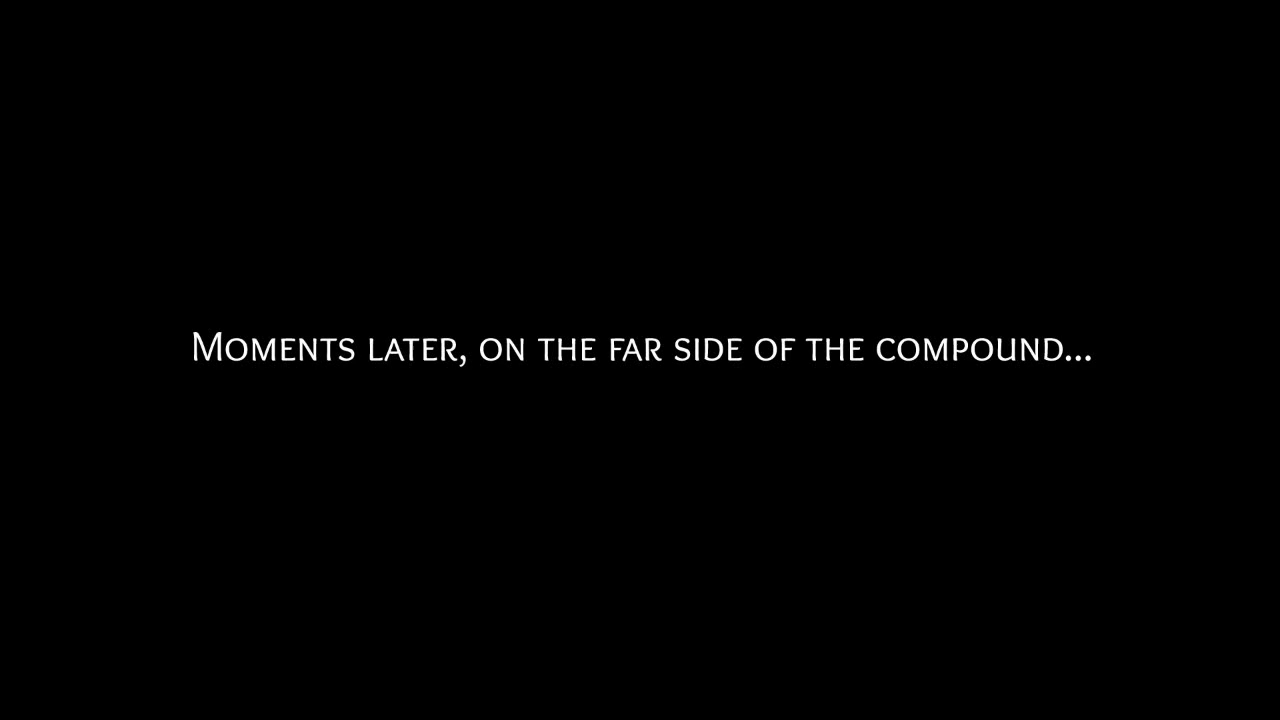 Moments later, on the far side of the compound...